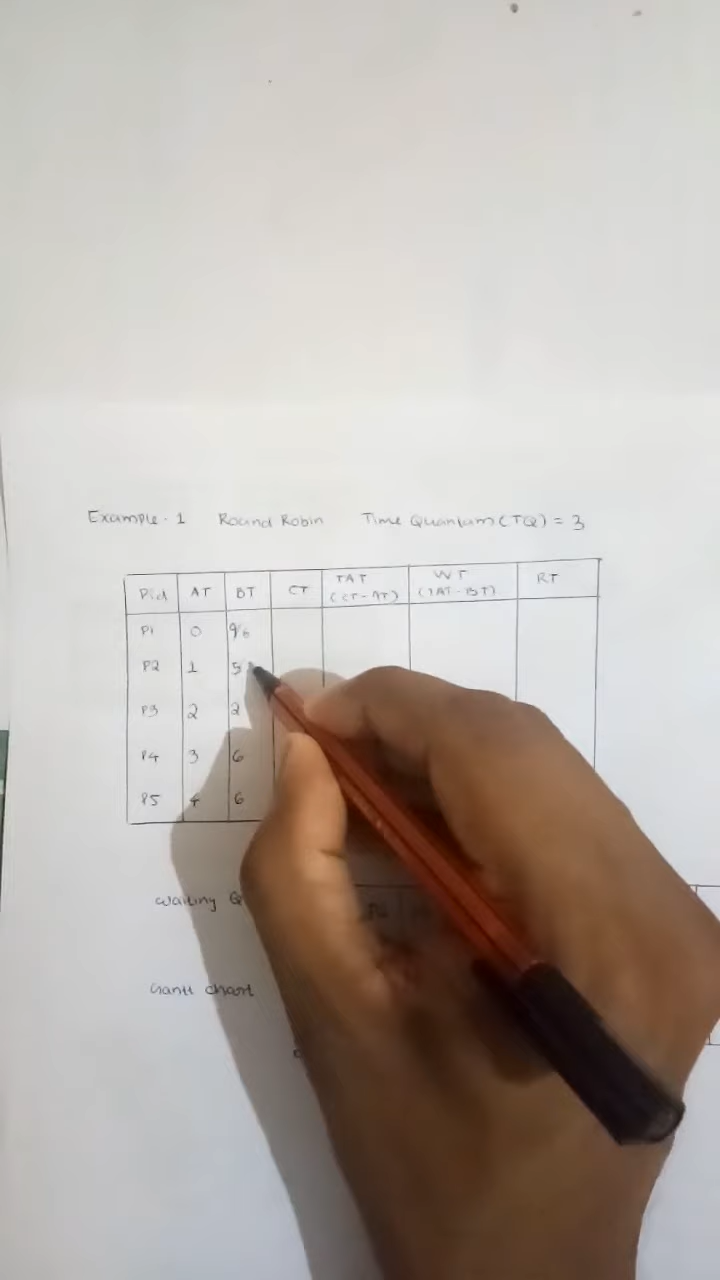 Example. 1 Round Robin Time Quantum (TQ) = 3
Pid AT BT CT TAT (CT-AT) WT (TAT-BT) RT
P1 0 9 6
P2 1 5
P3 2 2
P4 3 6
P5 4 6
Waiting Q
Gantt chart